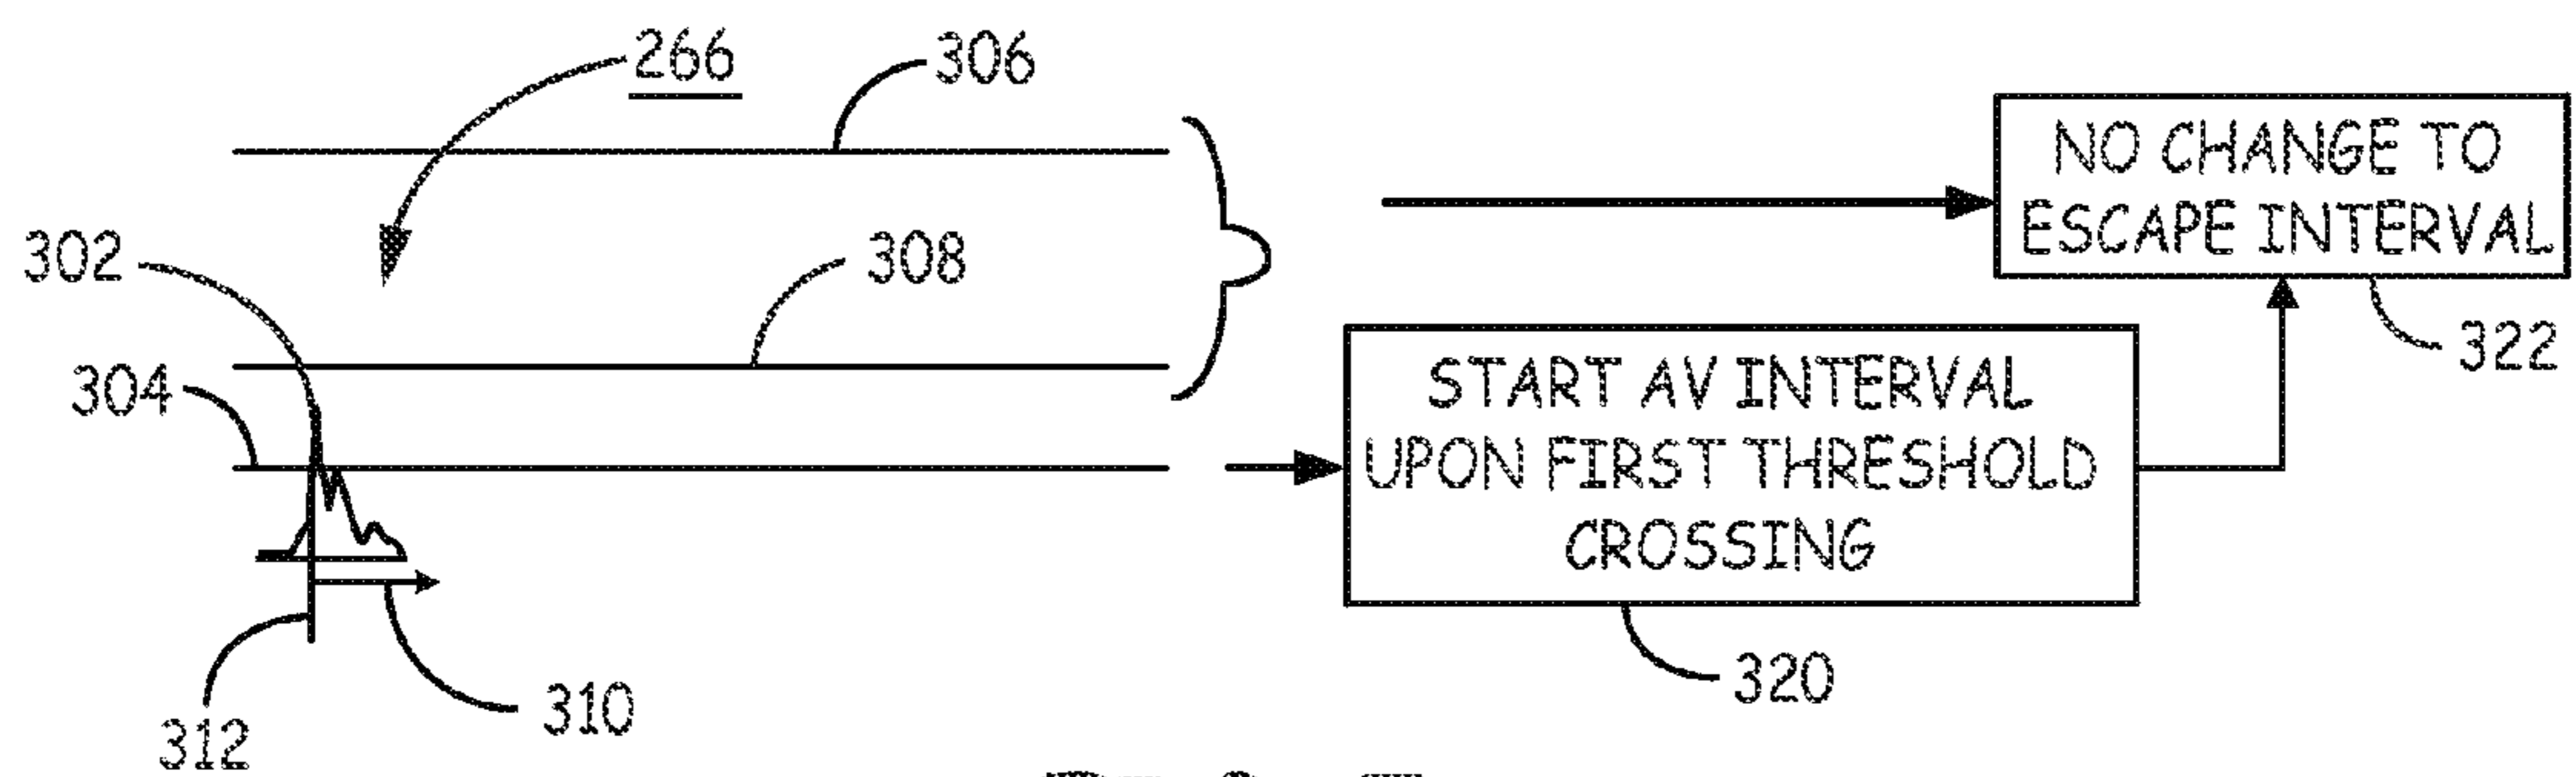 266
306
NO CHANGE TO
ESCAPE INTERVAL
302
308
322
304
START AV INTERVAL
UPON FIRST THRESHOLD
CROSSING
320
310
312